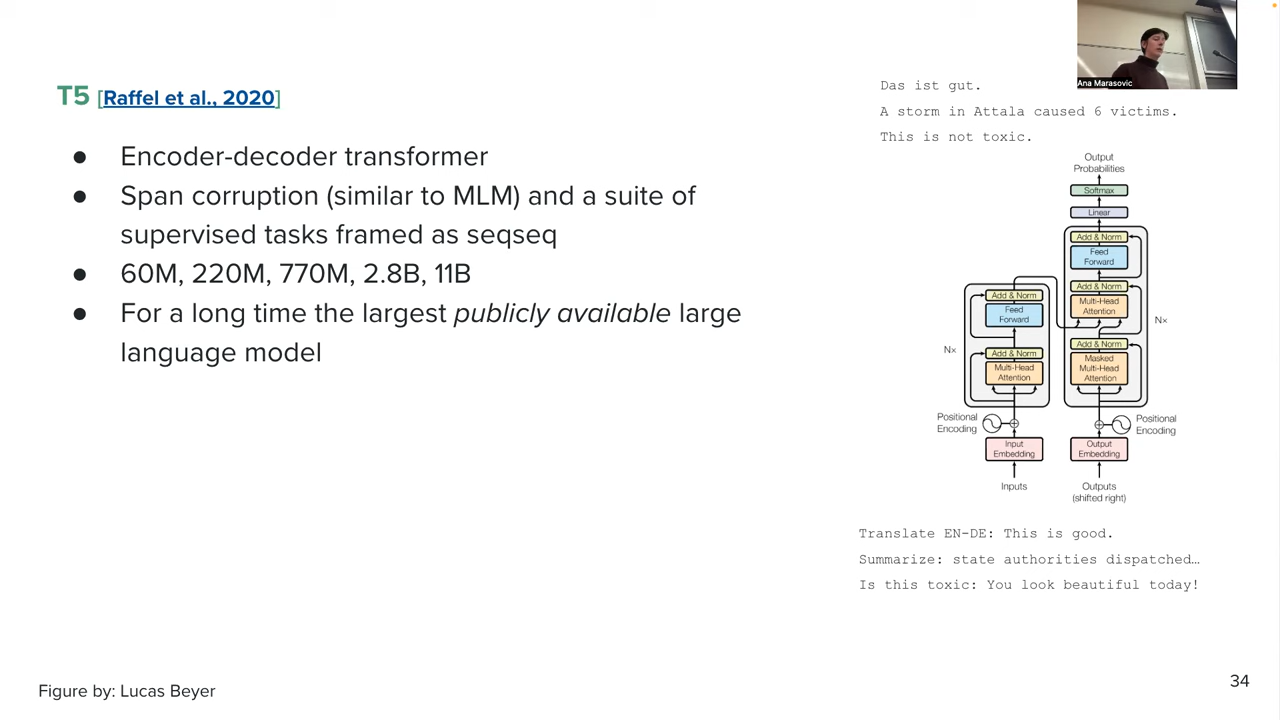 T5 [Raffel et al., 2020]
● Encoder-decoder transformer
● Span corruption (similar to MLM) and a suite of
supervised tasks framed as seqseq
● 60M, 220M, 770M, 2.8B, 11B
● For a long time the largest publicly available large
language model
Figure by: Lucas Beyer
Ana Marasovic
Das ist gut.
A storm in Attala caused 6 victims.
This is not toxic.
Output
Probabilities
Softmax
Linear
Add & Norm
Feed
Forward
Add & Norm
Multi-Head
Attention
Add & Norm
Masked
Multi-Head
Attention
N×
Add & Norm
Feed
Forward
Add & Norm
Multi-Head
Attention
N×
Positional
Encoding
Positional
Encoding
Input
Embedding
Output
Embedding
Inputs
Outputs
(shifted right)
Translate EN-DE: This is good.
Summarize: state authorities dispatched…
Is this toxic: You look beautiful today!
34